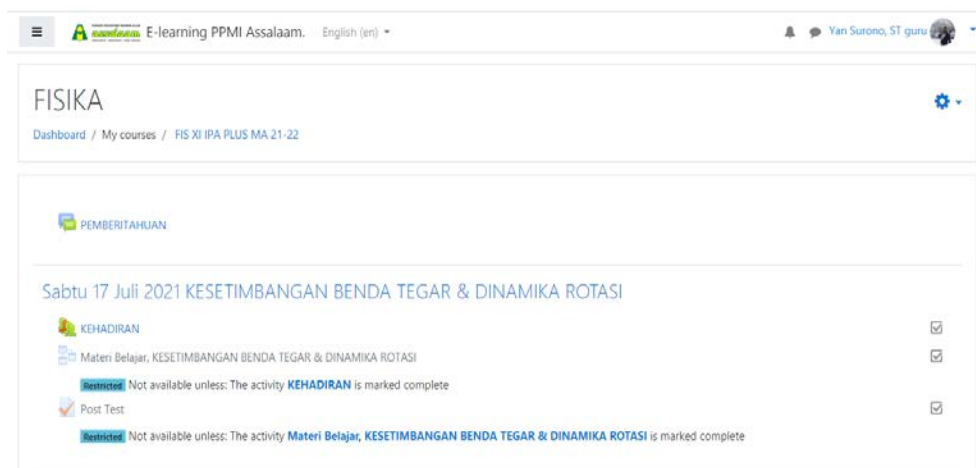 assalaam E-learning PPMI Assalaam. English (en)
Yan Surono, ST guru
FISIKA
Dashboard / My courses / FIS XI IPA PLUS MA 21-22
PEMBERITAHUAN
Sabtu 17 Juli 2021 KESETIMBANGAN BENDA TEGAR & DINAMIKA ROTASI
KEHADIRAN
Materi Belajar, KESETIMBANGAN BENDA TEGAR & DINAMIKA ROTASI
Restricted Not available unless: The activity KEHADIRAN is marked complete
Post Test
Restricted Not available unless: The activity Materi Belajar, KESETIMBANGAN BENDA TEGAR & DINAMIKA ROTASI is marked complete